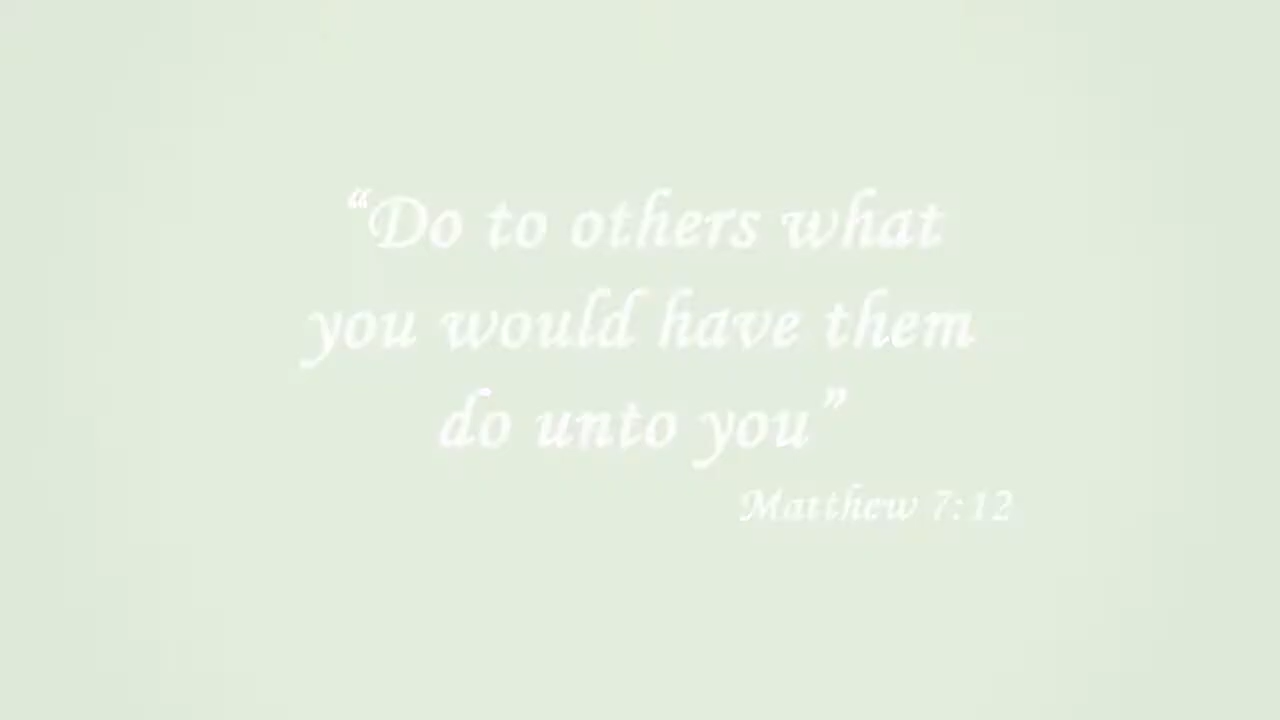 “Do to others what
you would have them
do unto you”
Matthew 7:12